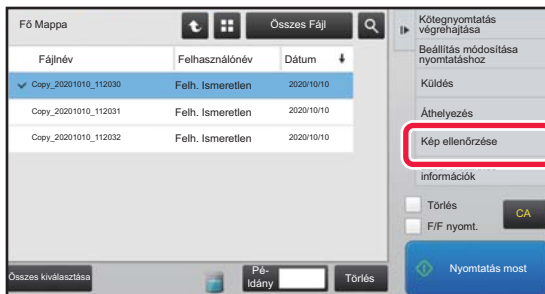 Fő Mappa
Összes Fájl
Fájlnév
Felhasználónév
Dátum
Copy_20201010_112030
Felh. Ismeretlen
2020/10/10
Copy_20201010_112031
Felh. Ismeretlen
2020/10/10
Copy_20201010_112032
Felh. Ismeretlen
2020/10/10
Összes kiválasztása
Pé-
ldány
Törlés
Kötegnyomtatás
végrehajtása
Beállítás módosítása
nyomtatáshoz
Küldés
Áthelyezés
Kép ellenőrzése
információk
Törlés
F/F nyomt.
CA
Nyomtatás most